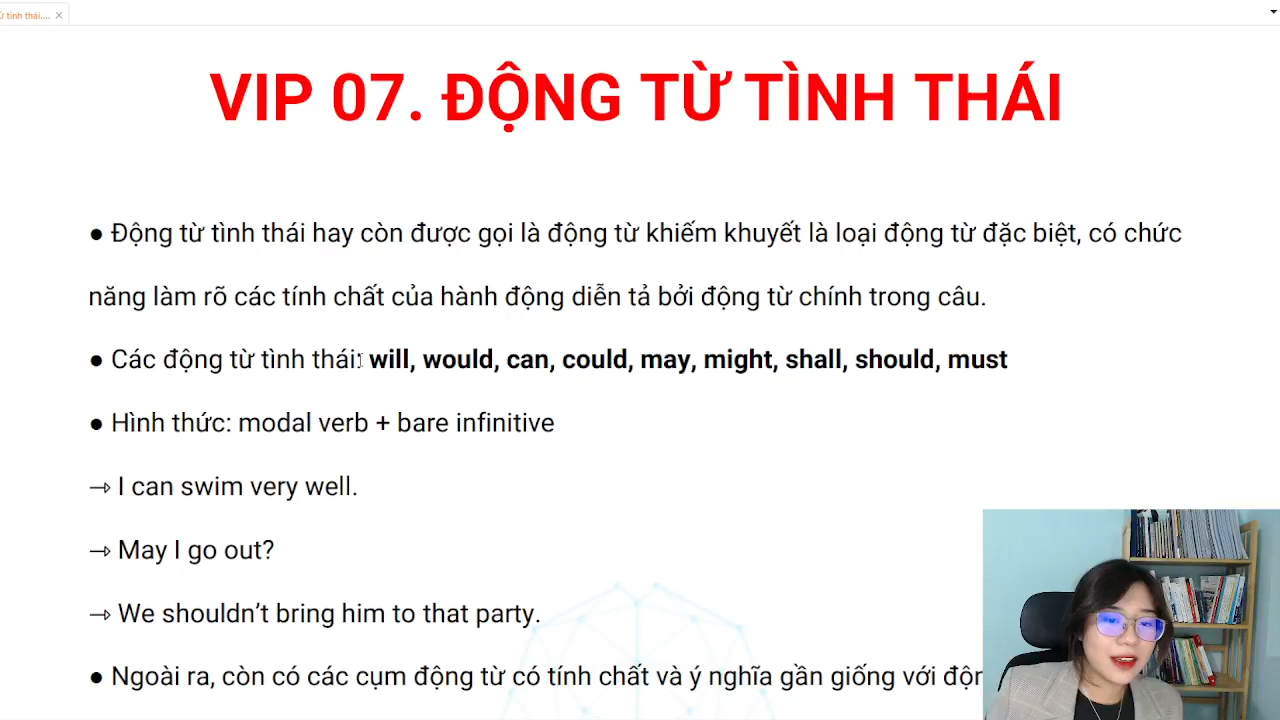 từ tình thái....
VIP 07. ĐỘNG TỪ TÌNH THÁI
● Động từ tình thái hay còn được gọi là động từ khiếm khuyết là loại động từ đặc biệt, có chức
năng làm rõ các tính chất của hành động diễn tả bởi động từ chính trong câu.
● Các động từ tình thái: will, would, can, could, may, might, shall, should, must
● Hình thức: modal verb + bare infinitive
→ I can swim very well.
→ May I go out?
→ We shouldn’t bring him to that party.
● Ngoài ra, còn có các cụm động từ có tính chất và ý nghĩa gần giống với